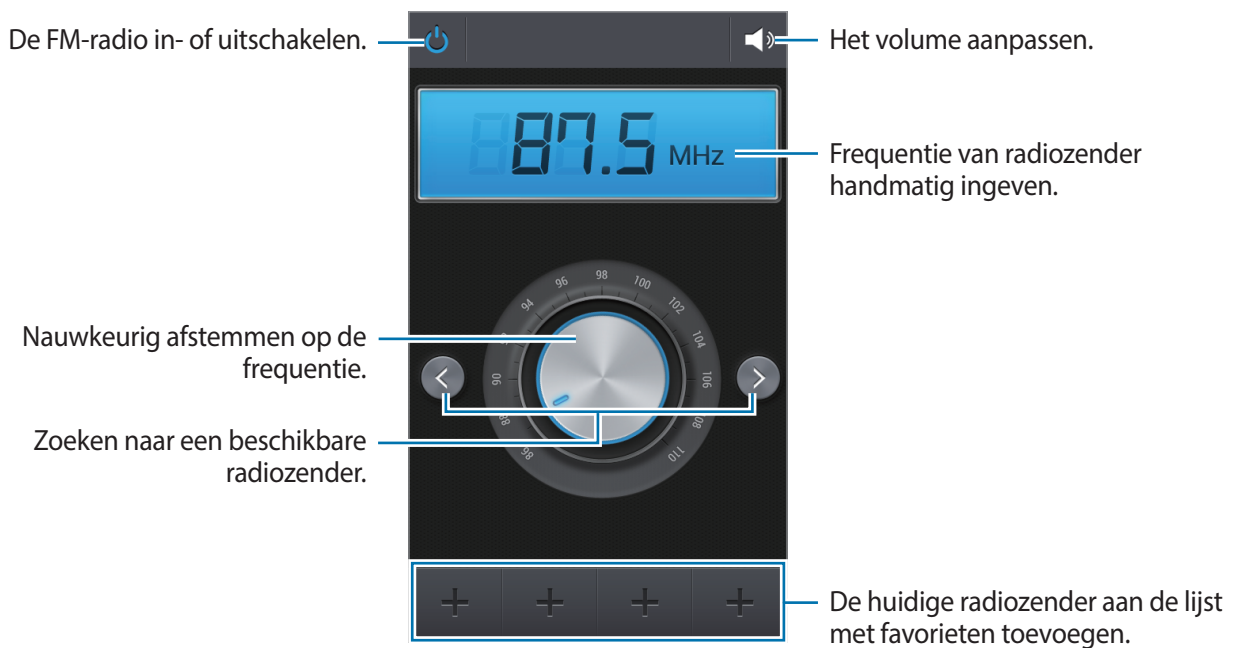 De FM-radio in- of uitschakelen.
Het volume aanpassen.
87.5 MHz
Frequentie van radiozender
handmatig ingeven.
Nauwkeurig afstemmen op de
frequentie.
86
88
90
94
96
98
100
102
104
106
108
110
Zoeken naar een beschikbare
radiozender.
De huidige radiozender aan de lijst
met favorieten toevoegen.